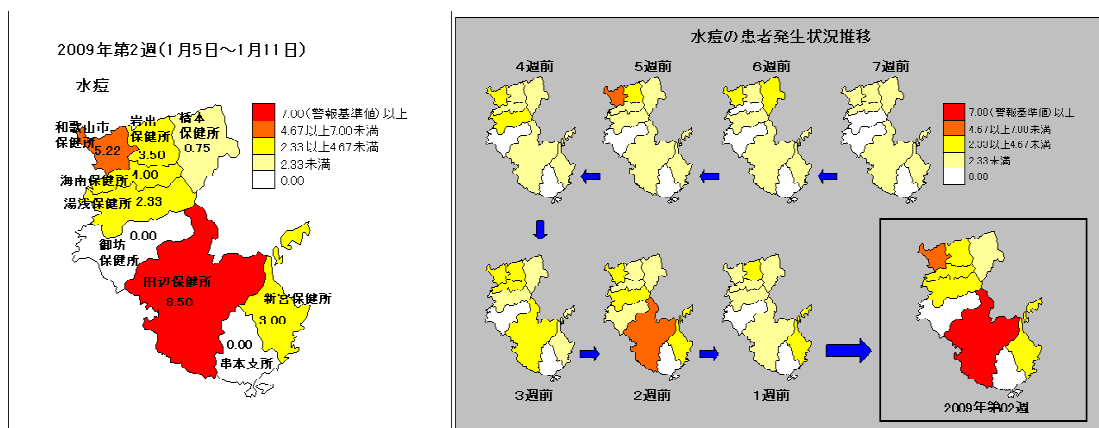 2009年第2週(1月5日～1月11日)
水痘
和歌山市
保健所
5.22
岩出
保健所
3.50
橋本
保健所
0.75
海南保健所
4.00
湯浅保健所
2.33
御坊
保健所
0.00
田辺保健所
8.50
新宮保健所
3.00
0.00
串本支所
7.00(警報基準値)以上
4.67以上7.00未満
2.33以上4.67未満
2.33未満
0.00
水痘の患者発生状況推移
4週前
5週前
6週前
7週前
7.00(警報基準値)以上
4.67以上7.00未満
2.33以上4.67未満
2.33未満
0.00
3週前
2週前
1週前
2009年第02週